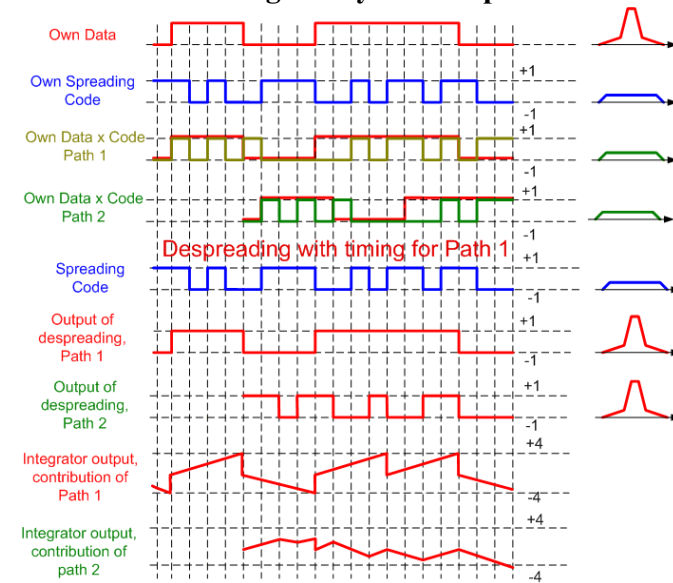 Own Data
Own Spreading
Code
+1
-1
Own Data x Code
Path 1
+1
-1
Own Data x Code
Path 2
+1
-1
Despreading with timing for Path 1
Spreading
Code
+1
-1
Output of
despreading,
Path 1
+1
-1
Output of
despreading,
Path 2
+1
-1
Integrator output,
contribution of
Path 1
+4
-4
Integrator output,
contribution of
path 2
+4
-4